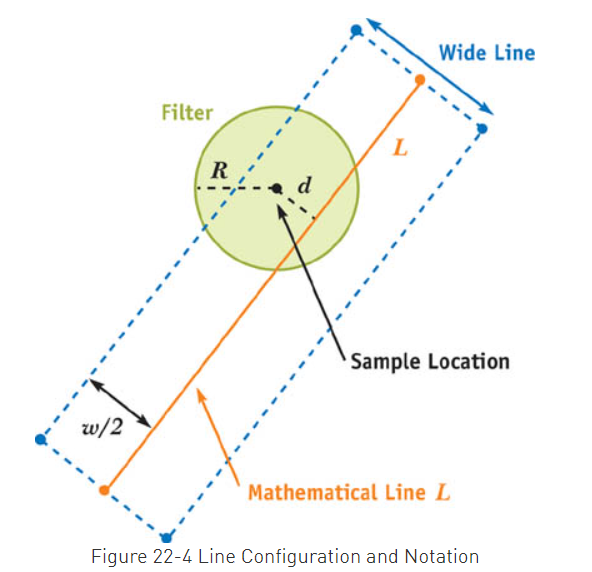 Wide Line
Filter
L
R
d
Sample Location
w/2
Mathematical Line L
Figure 22-4 Line Configuration and Notation